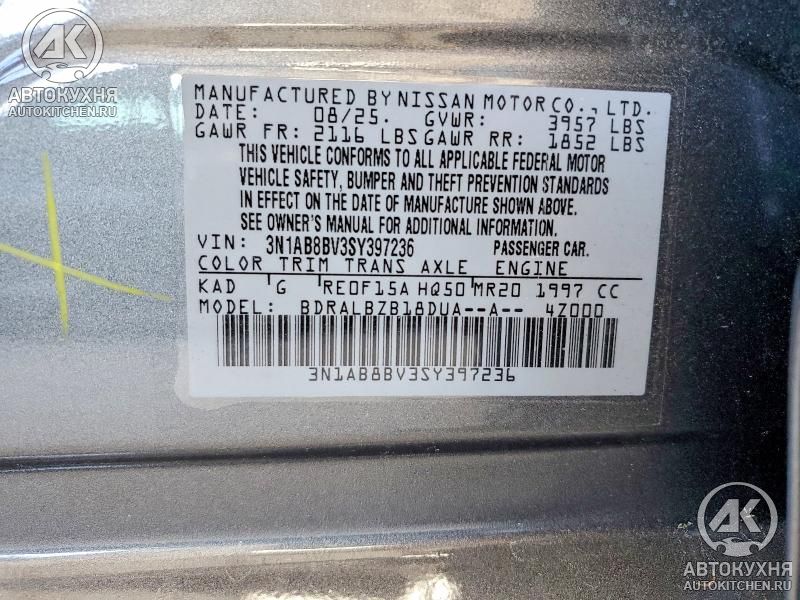 АК
АВТОКУХНЯ
AUTOKITCHEN.RU
MANUFACTURED BY NISSAN MOTOR CO., LTD.
DATE: 08/25. GVWR: 3957 LBS
GAWR FR: 2116 LBS GAWR RR: 1852 LBS
THIS VEHICLE CONFORMS TO ALL APPLICABLE FEDERAL MOTOR
VEHICLE SAFETY, BUMPER AND THEFT PREVENTION STANDARDS
IN EFFECT ON THE DATE OF MANUFACTURE SHOWN ABOVE.
SEE OWNER'S MANUAL FOR ADDITIONAL INFORMATION.
VIN: 3N1AB8BV3SY397236 PASSENGER CAR.
COLOR TRIM TRANS AXLE ENGINE
KAD G RE0F15A HQ50 MR20 1997 CC
MODEL: BDRALBZB18DUA--A-- 4Z000
3N1AB8BV3SY397236
АК
АВТОКУХНЯ
AUTOKITCHEN.RU